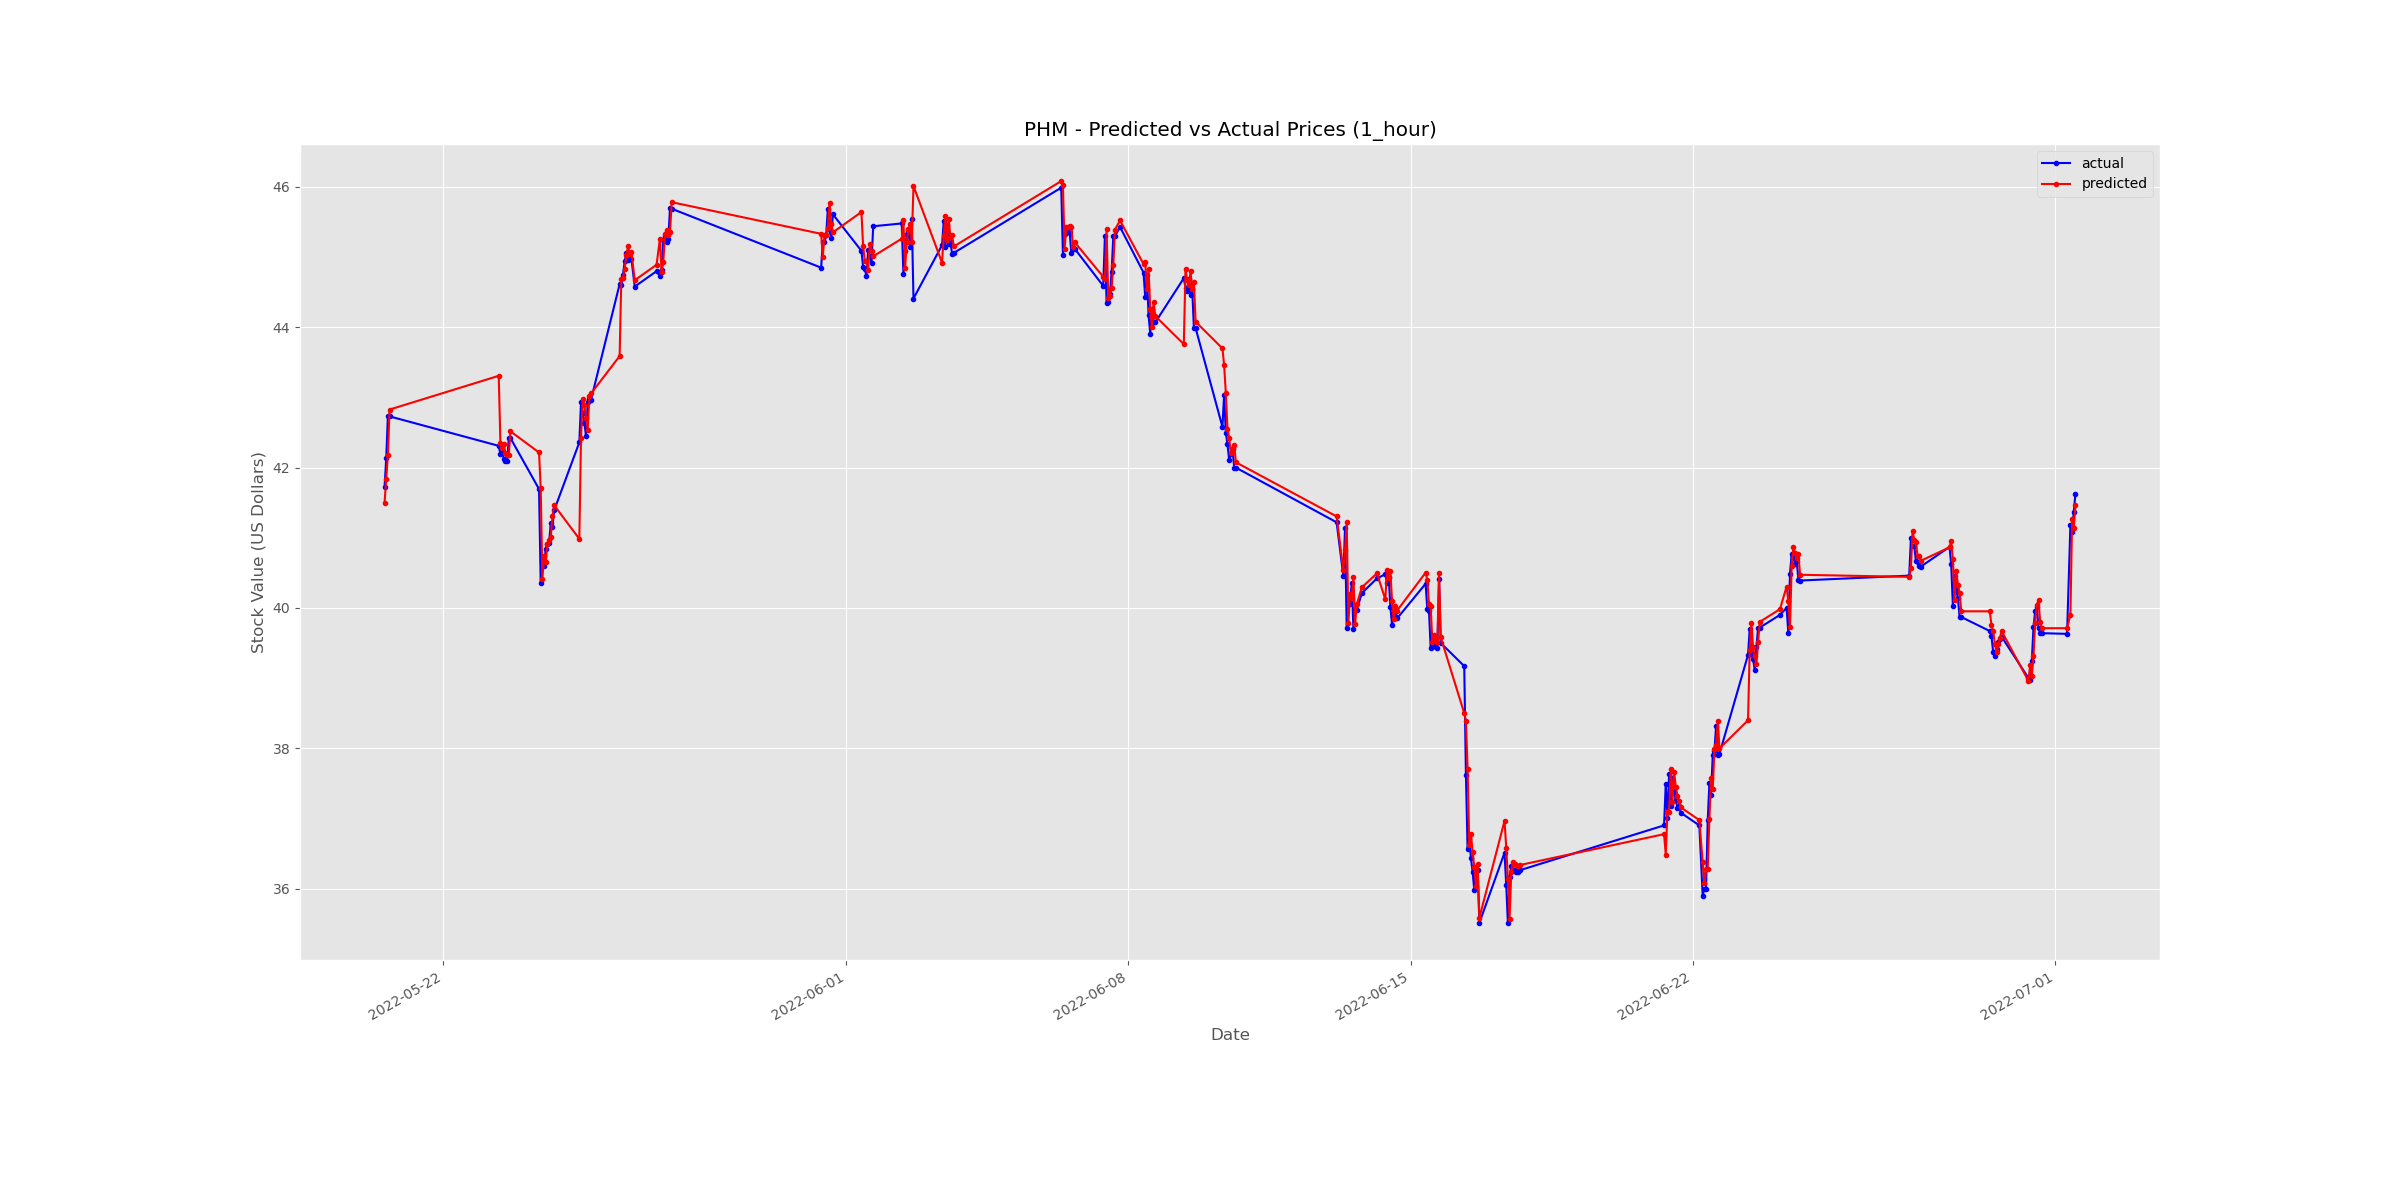 PHM - Predicted vs Actual Prices (1_hour)
actual
predicted
Stock Value (US Dollars)
46
44
42
40
38
36
2022-05-22
2022-06-01
2022-06-08
2022-06-15
2022-06-22
2022-07-01
Date